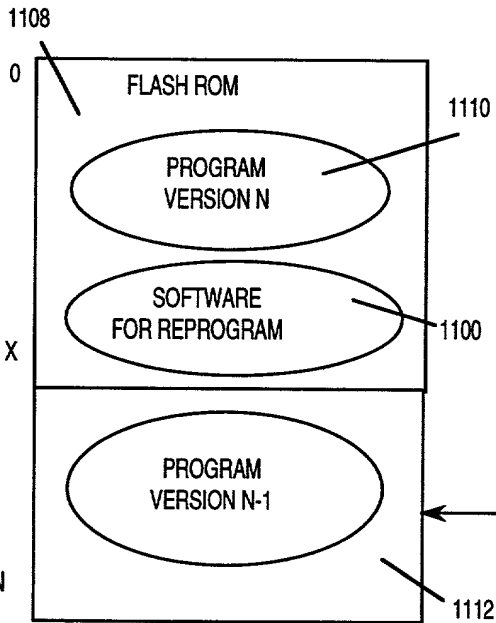 1108
0
FLASH ROM
1110
PROGRAM
VERSION N
SOFTWARE
FOR REPROGRAM
1100
X
PROGRAM
VERSION N-1
N
1112